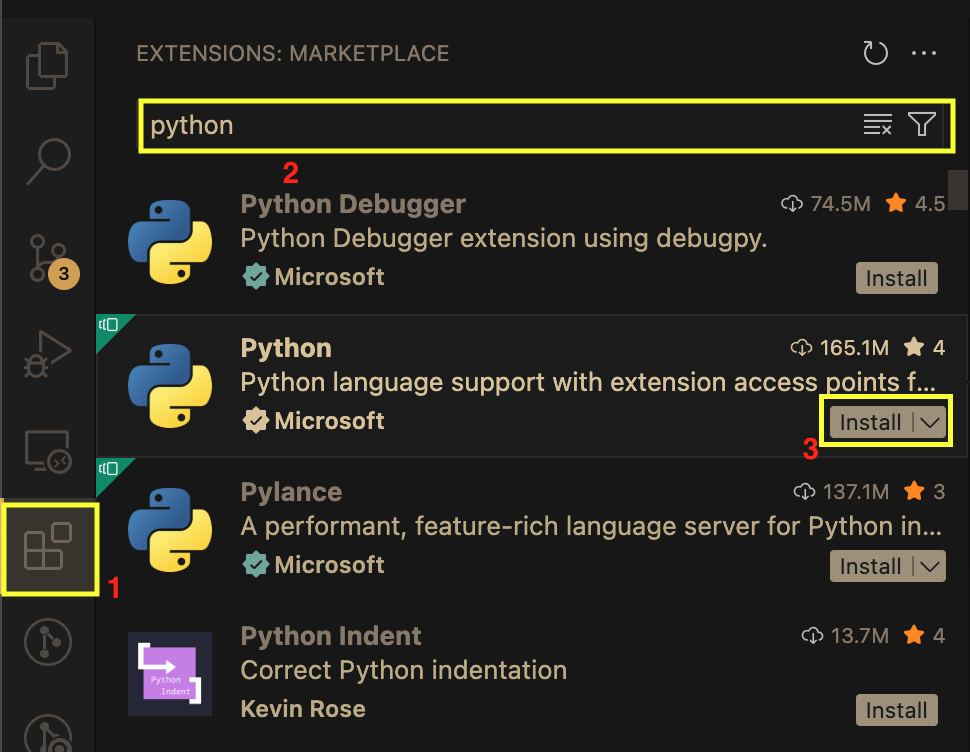 EXTENSIONS: MARKETPLACE
python
2
Python Debugger 74.5M 4.5
Python Debugger extension using debugpy.
Microsoft Install
3
Python 165.1M 4
Python language support with extension access points f...
Microsoft Install
3
Pylance 137.1M 3
A performant, feature-rich language server for Python in...
Microsoft Install
1
Python Indent 13.7M 4
Correct Python indentation
Kevin Rose Install
Python
Indent